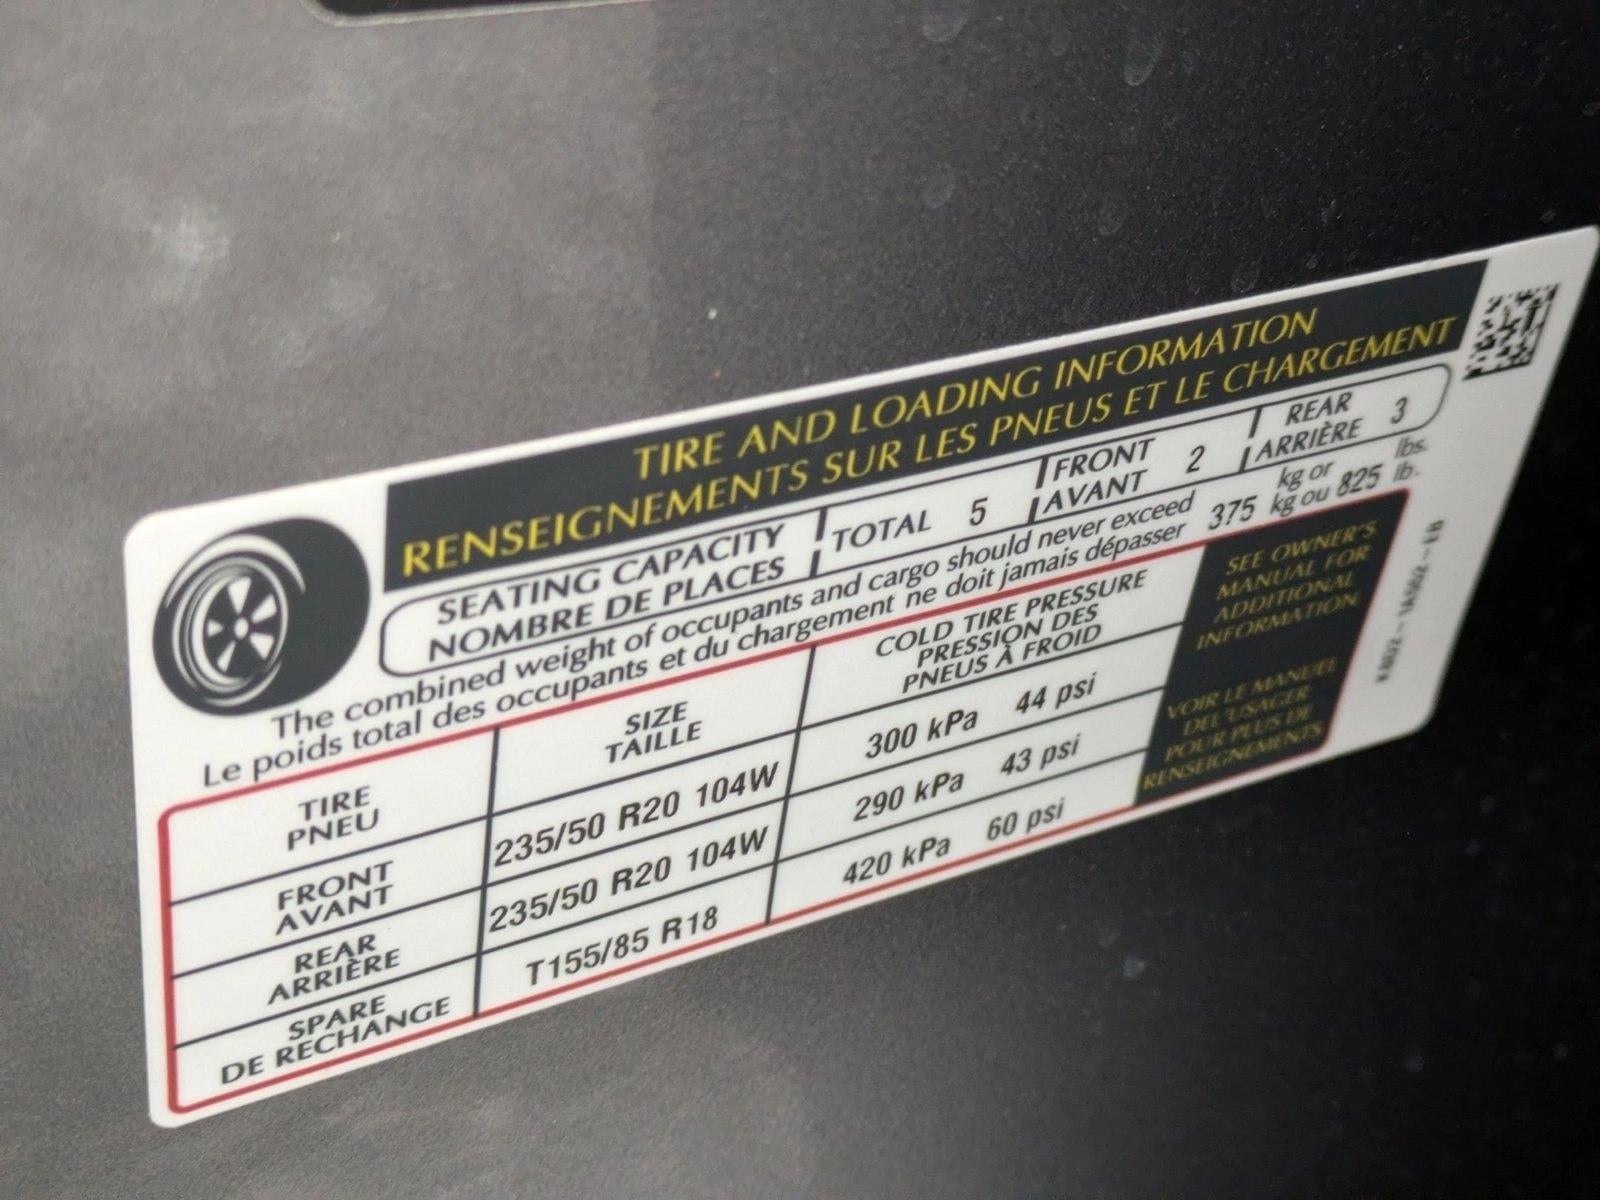 TIRE AND LOADING INFORMATION
RENSEIGNEMENTS SUR LES PNEUS ET LE CHARGEMENT
SEATING CAPACITY
NOMBRE DE PLACES
TOTAL 5
FRONT
AVANT
2
REAR
ARRIÈRE
3
The combined weight of occupants and cargo should never exceed
Le poids total des occupants et du chargement ne doit jamais dépasser
375
kg or
kg ou
825
lbs.
lb.
TIRE
PNEU
SIZE
TAILLE
COLD TIRE PRESSURE
PRESSION DES
PNEUS À FROID
FRONT
AVANT
235/50 R20 104W
300 kPa 44 psi
REAR
ARRIÈRE
235/50 R20 104W
290 kPa 43 psi
SPARE
DE RECHANGE
T155/85 R18
420 kPa 60 psi
SEE OWNER'S
MANUAL FOR
ADDITIONAL
INFORMATION
VOIR LE MANUEL
DEL'USAGER
POUR PLUS DE
RENSEIGNEMENTS